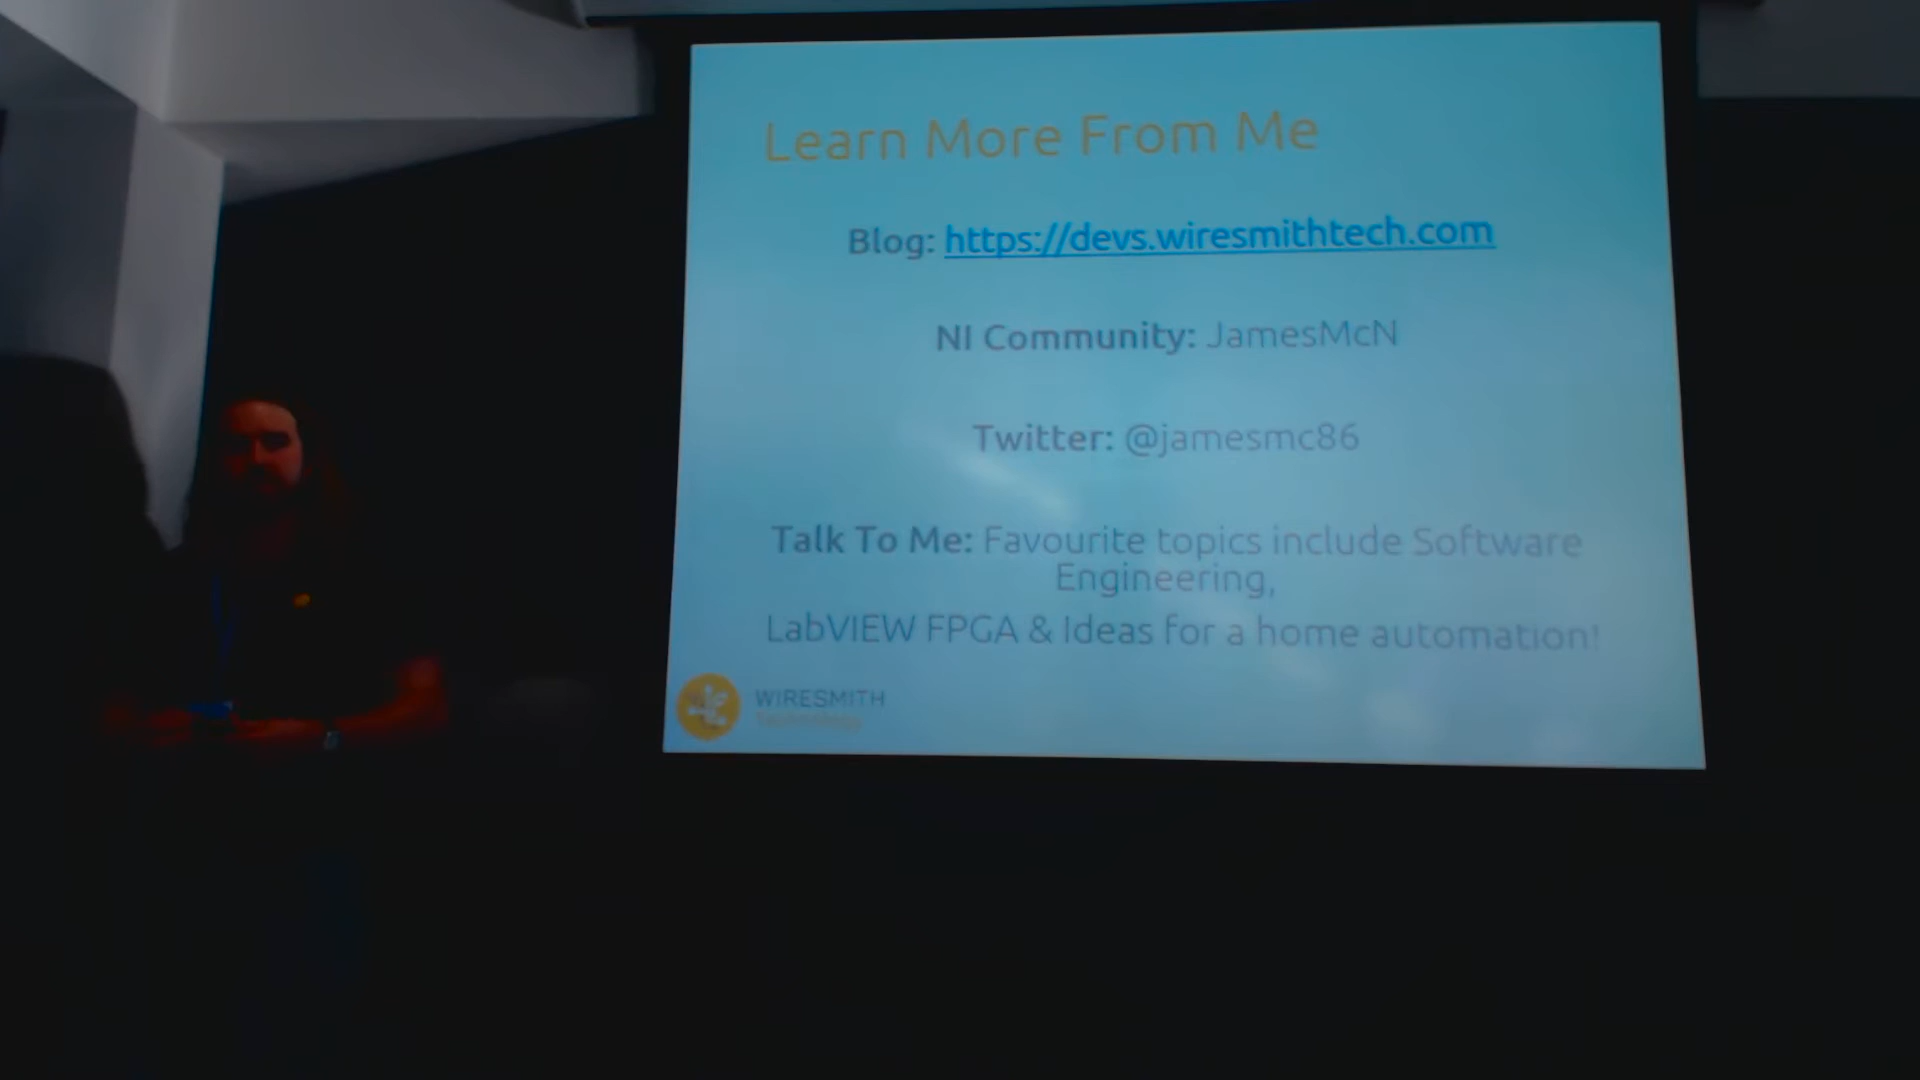 Learn More From Me
Blog: https://devs.wiresmithtech.com
NI Community: JamesMcN
Twitter: @jamesmc86
Talk To Me: Favourite topics include Software
Engineering,
LabVIEW FPGA & Ideas for a home automation!
WIRESMITH
Technology